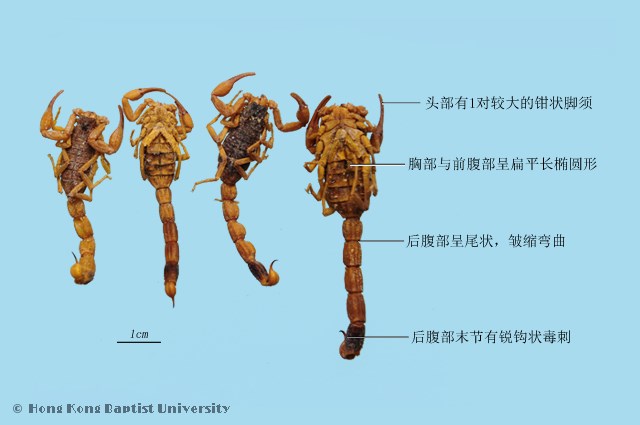 头部有1对较大的钳状脚须
胸部与前腹部呈扁平长椭圆形
后腹部呈尾状，皱缩弯曲
后腹部末节有锐钩状毒刺
1cm
© Hong Kong Baptist University